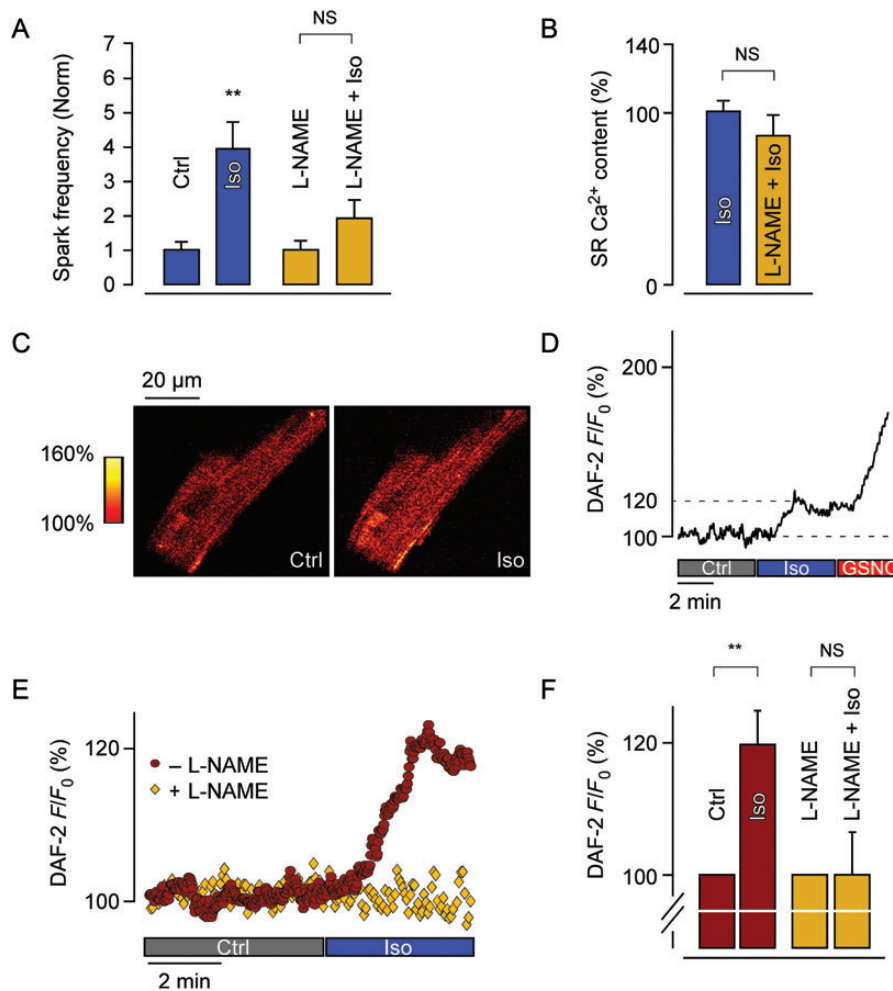 A
Spark frequency (Norm)
7
6
5
4
3
2
1
0
Ctrl
**
Iso
L-NAME
NS
L-NAME + Iso
B
SR Ca²⁺ content (%)
140
100
0
NS
Iso
L-NAME + Iso
C
20 µm
160%
100%
Ctrl
Iso
D
DAF-2 F/F₀ (%)
200
120
100
Ctrl
Iso
GSNO
2 min
E
DAF-2 F/F₀ (%)
120
100
– L-NAME
+ L-NAME
Ctrl
Iso
2 min
F
DAF-2 F/F₀ (%)
120
100
**
NS
Ctrl
Iso
L-NAME
L-NAME + Iso